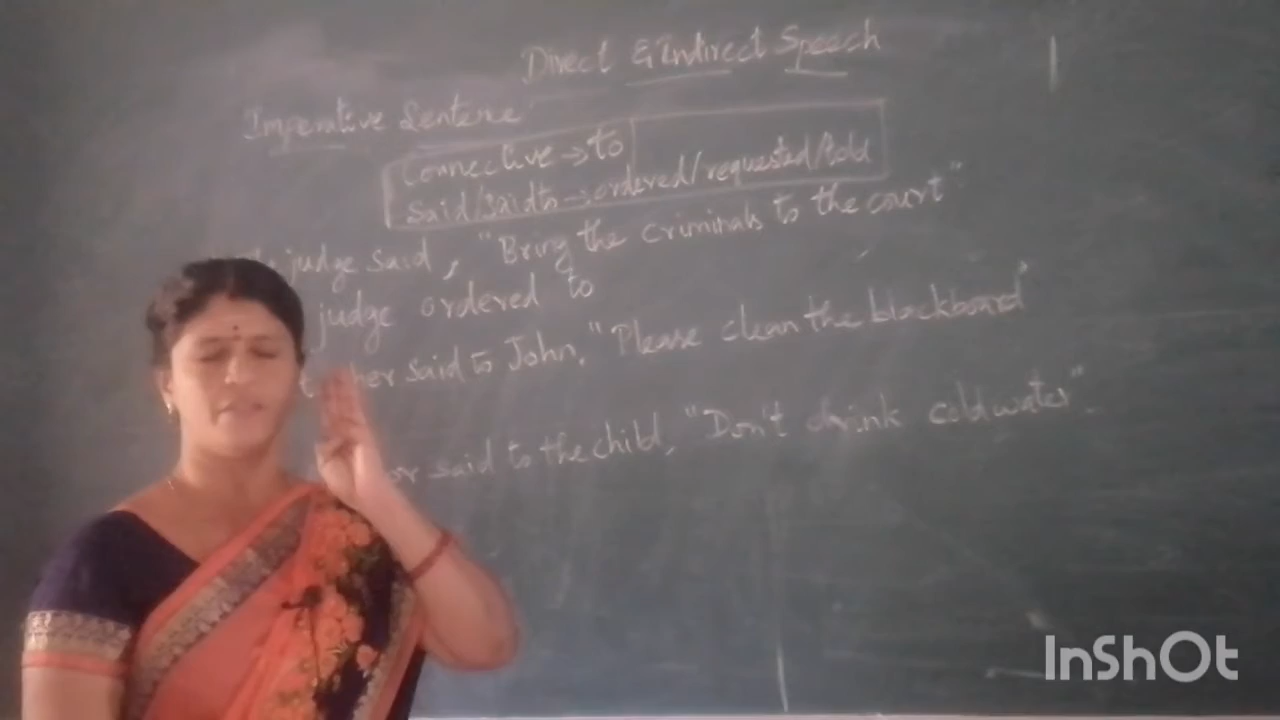 Direct & Indirect Speech
Imperative Sentence
Connective → to
Said/Said to → ordered/requested/told
judge said, "Bring the criminals to the court"
judge ordered to
said to John, "Please clean the blackboard"
said to the child, "Don't drink cold water".
InShOt